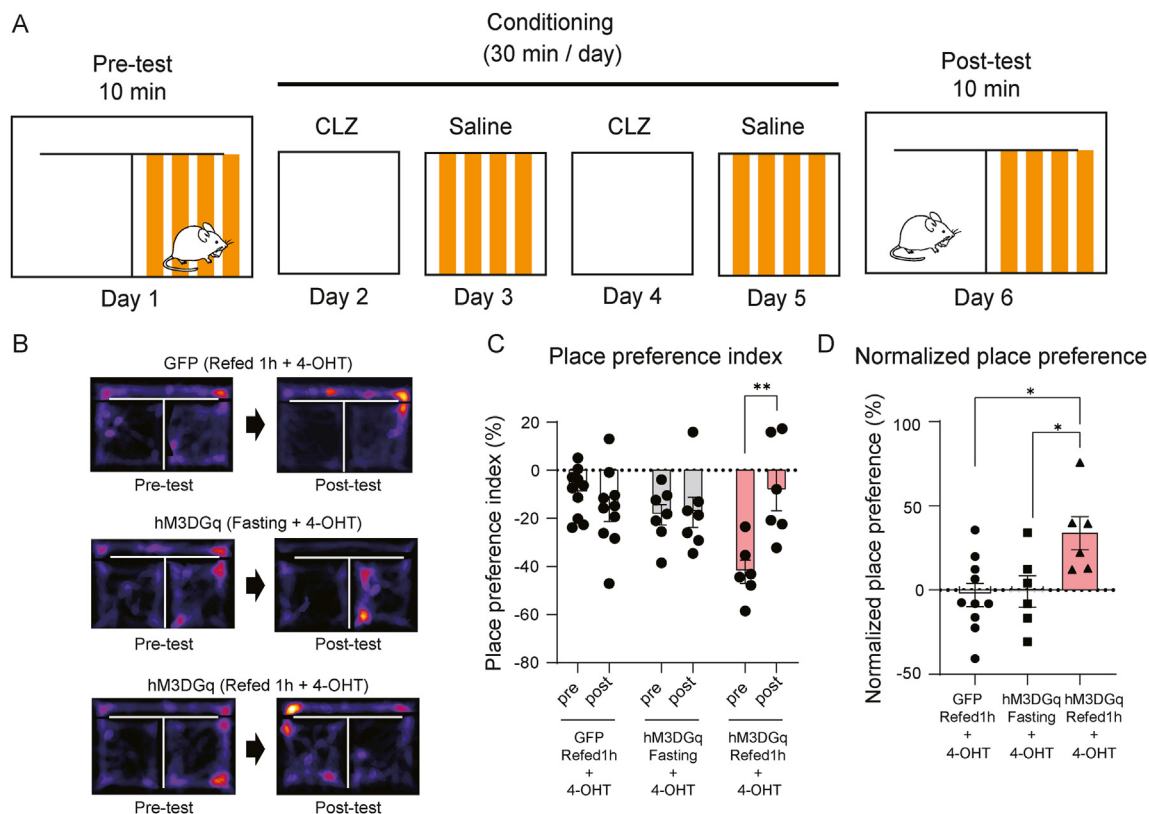 A
Conditioning
(30 min / day)
Pre-test
10 min
Post-test
10 min
CLZ
Saline
CLZ
Saline
Day 1
Day 2
Day 3
Day 4
Day 5
Day 6
B
GFP (Refed 1h + 4-OHT)
Pre-test
Post-test
hM3DGq (Fasting + 4-OHT)
Pre-test
Post-test
hM3DGq (Refed 1h + 4-OHT)
Pre-test
Post-test
C
Place preference index
**
Place preference index (%)
20
0
-20
-40
-60
-80
pre
post
pre
post
pre
post
GFP
Refed1h
+
4-OHT
hM3DGq
Fasting
+
4-OHT
hM3DGq
Refed1h
+
4-OHT
D
Normalized place preference
*
*
Normalized place preference (%)
100
50
0
-50
GFP
Refed1h
+
4-OHT
hM3DGq
Fasting
+
4-OHT
hM3DGq
Refed1h
+
4-OHT